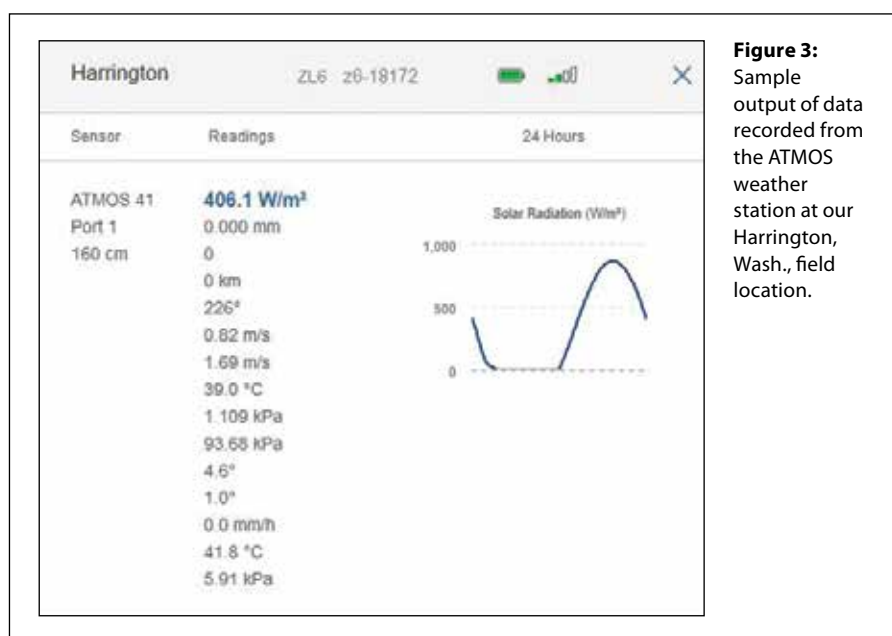 Harrington ZL6 z6-18172
Sensor Readings 24 Hours
ATMOS 41
Port 1
160 cm
406.1 W/m²
0.000 mm
0
0 km
226°
0.82 m/s
1.69 m/s
39.0 °C
1.109 kPa
93.68 kPa
4.6°
1.0°
0.0 mm/h
41.8 °C
5.91 kPa
Solar Radiation (W/m²)
1,000
500
0
Figure 3:
Sample
output of data
recorded from
the ATMOS
weather
station at our
Harrington,
Wash., field
location.